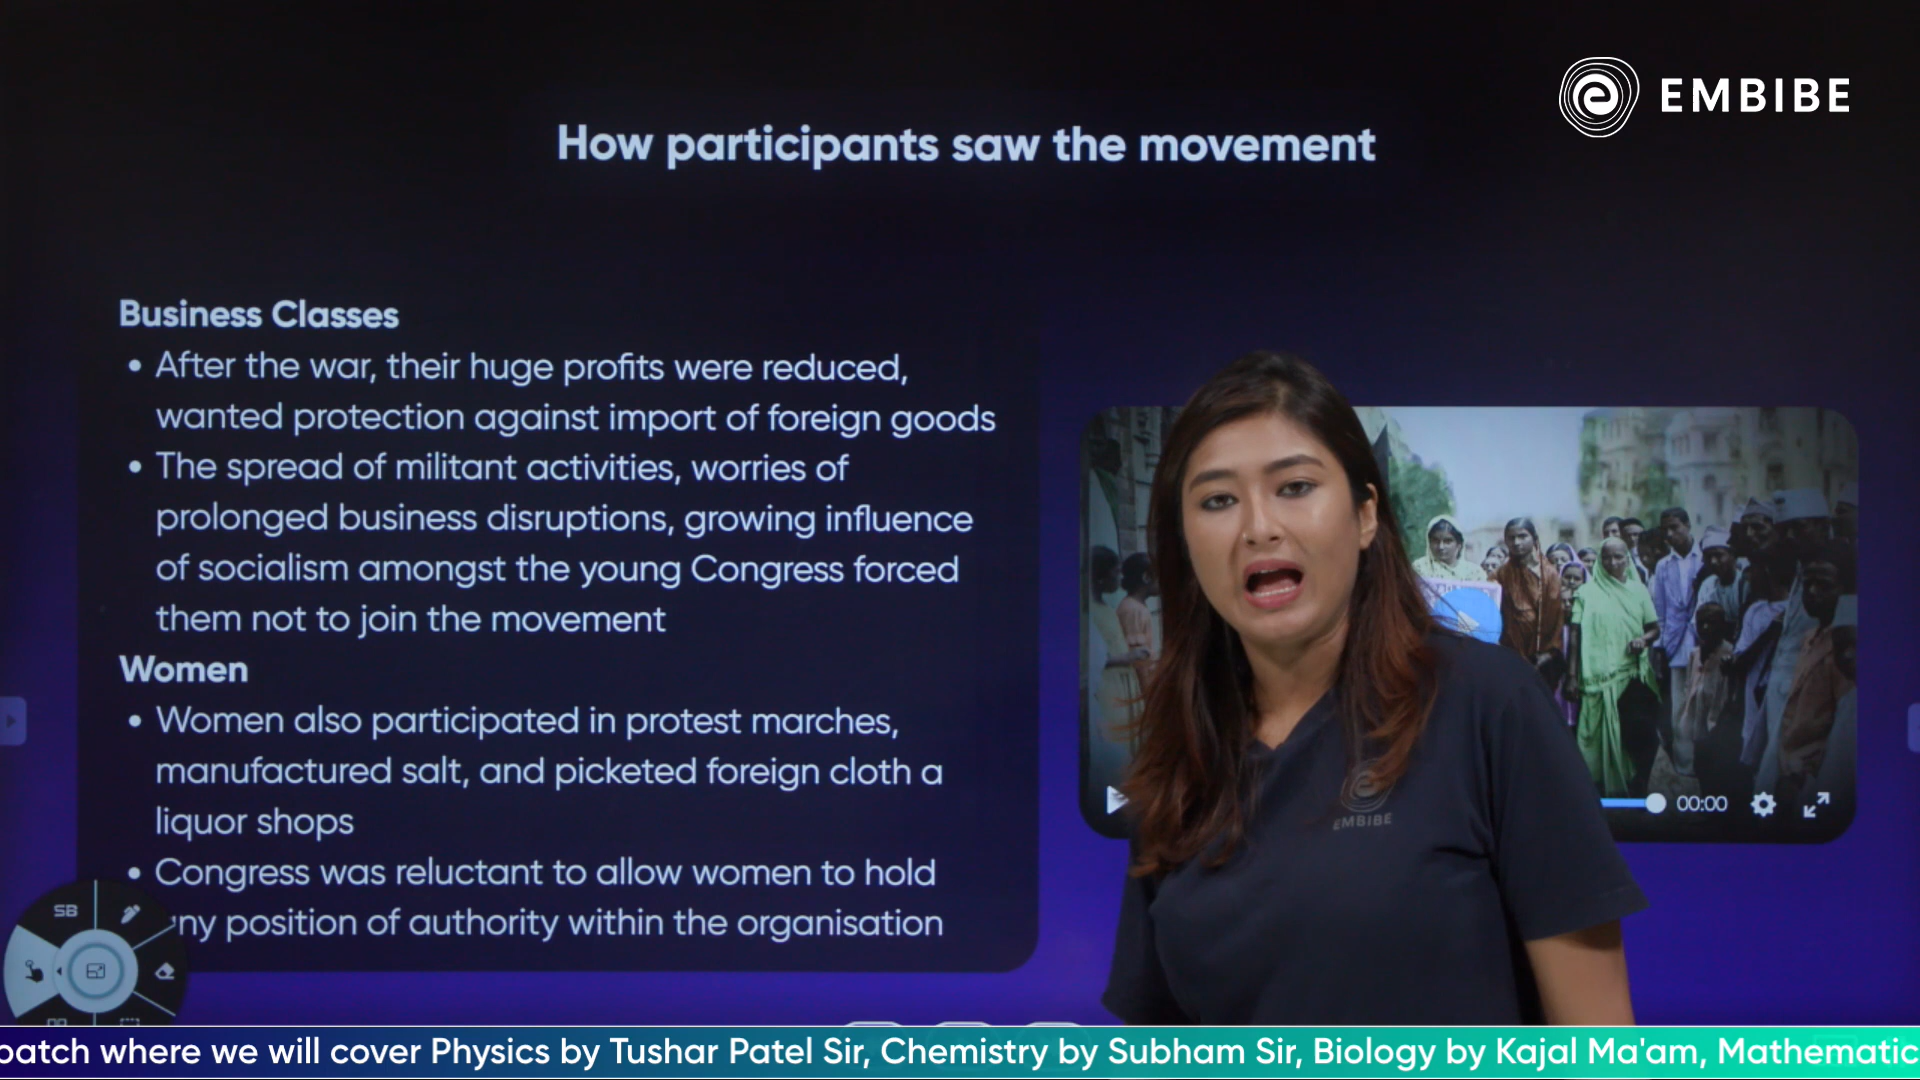 EMBIBE
How participants saw the movement
Business Classes
• After the war, their huge profits were reduced,
wanted protection against import of foreign goods
• The spread of militant activities, worries of
prolonged business disruptions, growing influence
of socialism amongst the young Congress forced
them not to join the movement
Women
• Women also participated in protest marches,
manufactured salt, and picketed foreign cloth a
liquor shops
• Congress was reluctant to allow women to hold
ny position of authority within the organisation
00:00
EMBIBE
SB
batch where we will cover Physics by Tushar Patel Sir, Chemistry by Subham Sir, Biology by Kajal Ma'am, Mathematic